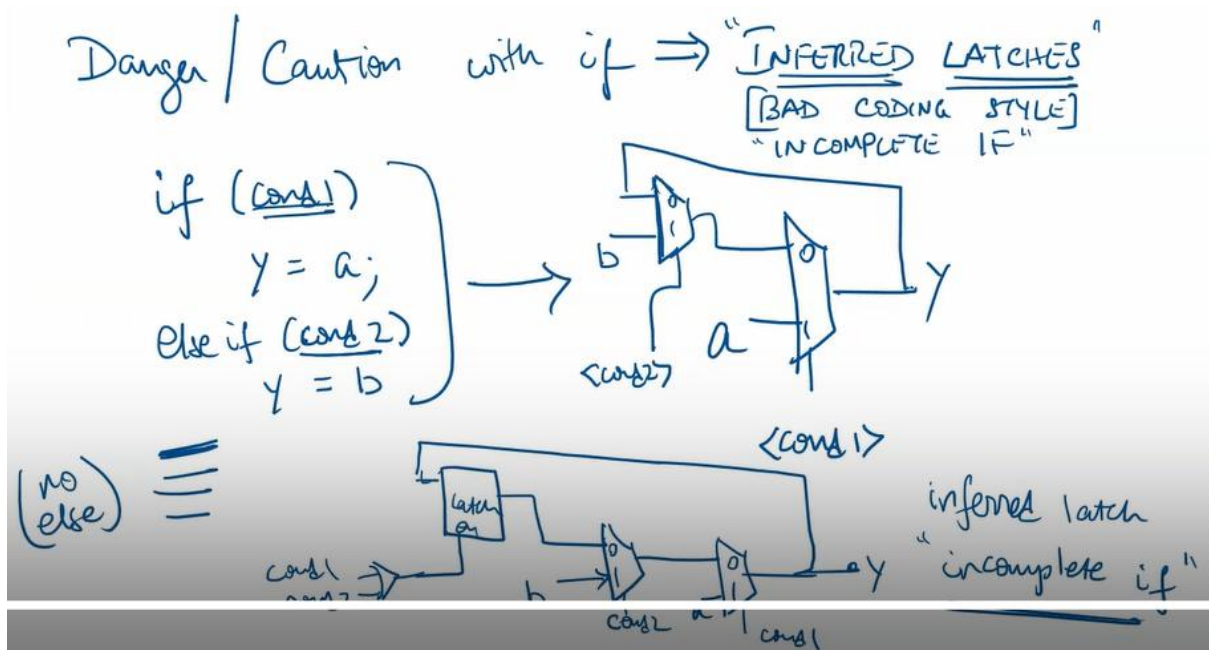 Danger / Caution with if ⇒ "INFERRED LATCHES"
[BAD CODING STYLE]
"INCOMPLETE IF"
if (cond1)
y = a;
else if (cond2)
y = b
(no else)
0
1
b
<cond2>
0
1
a
y
<cond1>
latch
en
cond1
cond2
0
1
b
cond2
0
1
a
cond1
y
inferred latch
"incomplete if"